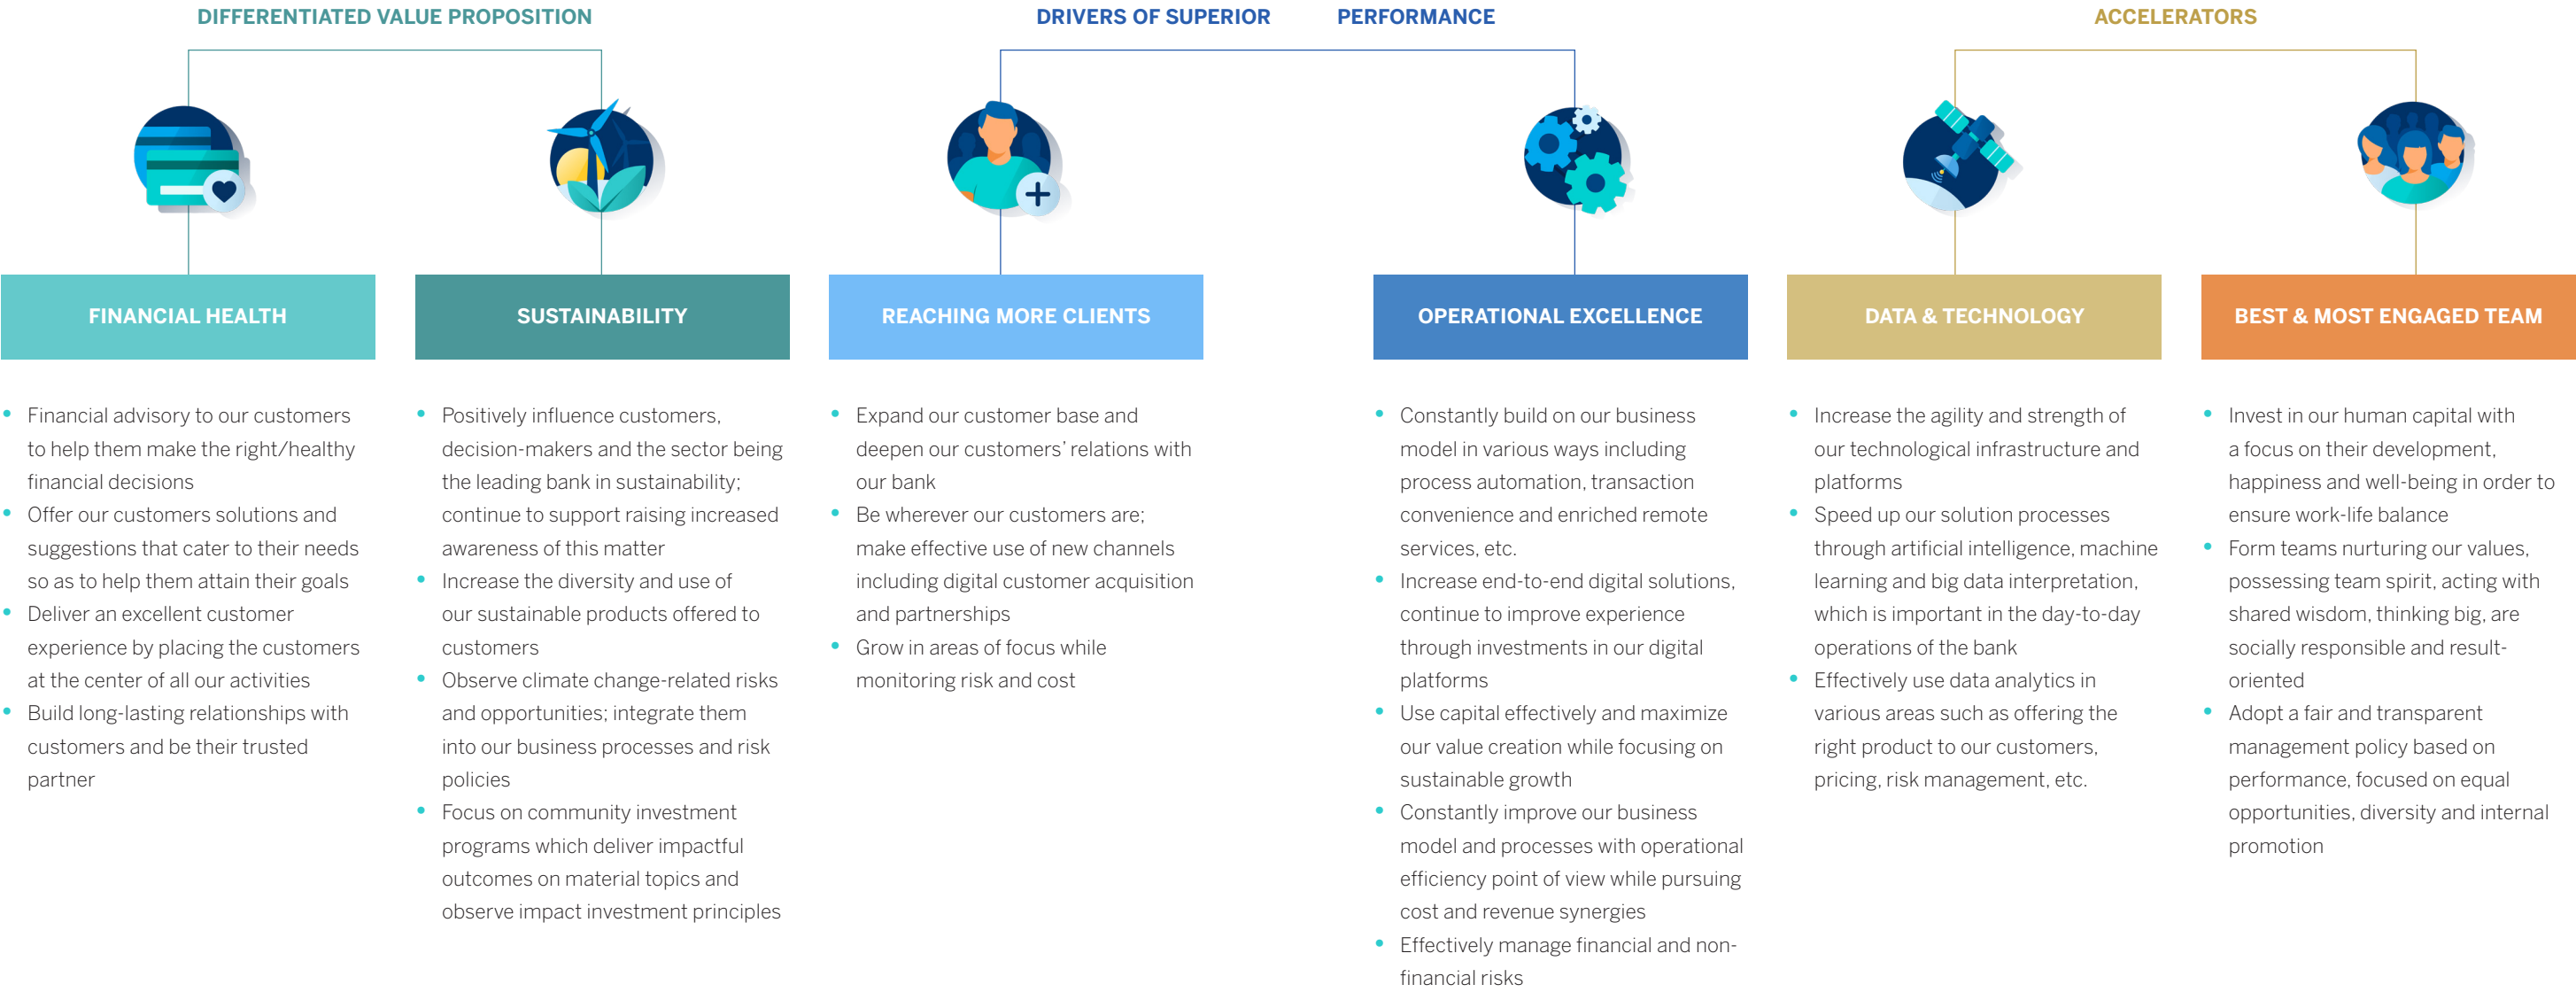 DIFFERENTIATED VALUE PROPOSITION
DRIVERS OF SUPERIOR PERFORMANCE
ACCELERATORS
FINANCIAL HEALTH
• Financial advisory to our customers
to help them make the right/healthy
financial decisions
• Offer our customers solutions and
suggestions that cater to their needs
so as to help them attain their goals
• Deliver an excellent customer
experience by placing the customers
at the center of all our activities
• Build long-lasting relationships with
customers and be their trusted
partner
SUSTAINABILITY
• Positively influence customers,
decision-makers and the sector being
the leading bank in sustainability;
continue to support raising increased
awareness of this matter
• Increase the diversity and use of
our sustainable products offered to
customers
• Observe climate change-related risks
and opportunities; integrate them
into our business processes and risk
policies
• Focus on community investment
programs which deliver impactful
outcomes on material topics and
observe impact investment principles
REACHING MORE CLIENTS
• Expand our customer base and
deepen our customers’ relations with
our bank
• Be wherever our customers are;
make effective use of new channels
including digital customer acquisition
and partnerships
• Grow in areas of focus while
monitoring risk and cost
OPERATIONAL EXCELLENCE
• Constantly build on our business
model in various ways including
process automation, transaction
convenience and enriched remote
services, etc.
• Increase end-to-end digital solutions,
continue to improve experience
through investments in our digital
platforms
• Use capital effectively and maximize
our value creation while focusing on
sustainable growth
• Constantly improve our business
model and processes with operational
efficiency point of view while pursuing
cost and revenue synergies
• Effectively manage financial and non-
financial risks
DATA & TECHNOLOGY
• Increase the agility and strength of
our technological infrastructure and
platforms
• Speed up our solution processes
through artificial intelligence, machine
learning and big data interpretation,
which is important in the day-to-day
operations of the bank
• Effectively use data analytics in
various areas such as offering the
right product to our customers,
pricing, risk management, etc.
BEST & MOST ENGAGED TEAM
• Invest in our human capital with
a focus on their development,
happiness and well-being in order to
ensure work-life balance
• Form teams nurturing our values,
possessing team spirit, acting with
shared wisdom, thinking big, are
socially responsible and result-
oriented
• Adopt a fair and transparent
management policy based on
performance, focused on equal
opportunities, diversity and internal
promotion